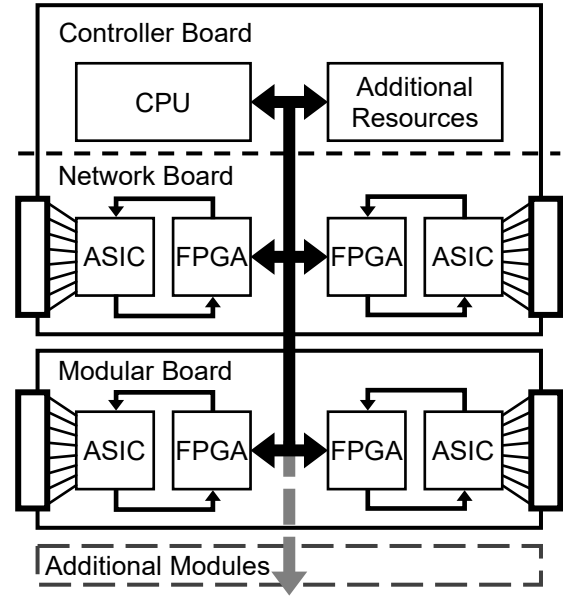 Controller Board
CPU
Additional
Resources
Network Board
ASIC
FPGA
FPGA
ASIC
Modular Board
ASIC
FPGA
FPGA
ASIC
Additional Modules